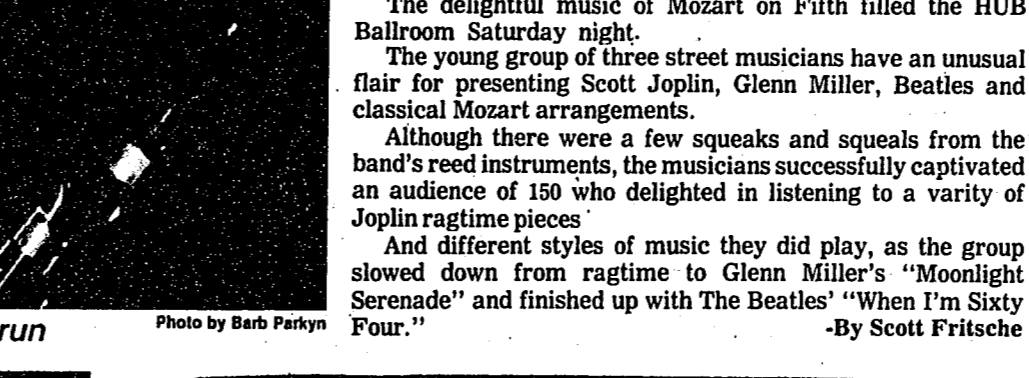 The delightful music of Mozart on Fifth filled the HUB
Ballroom Saturday night.
The young group of three street musicians have an unusual
flair for presenting Scott Joplin, Glenn Miller, Beatles and
classical Mozart arrangements.
Although there were a few squeaks and squeals from the
band's reed instruments, the musicians successfully captivated
an audience of 150 who delighted in listening to a varity of
Joplin ragtime pieces
And different styles of music they did play, as the group
slowed down from ragtime to Glenn Miller's "Moonlight
Serenade" and finished up with The Beatles' "When I'm Sixty
Four."
-By Scott Fritsche
Photo by Barb Parkyn
run